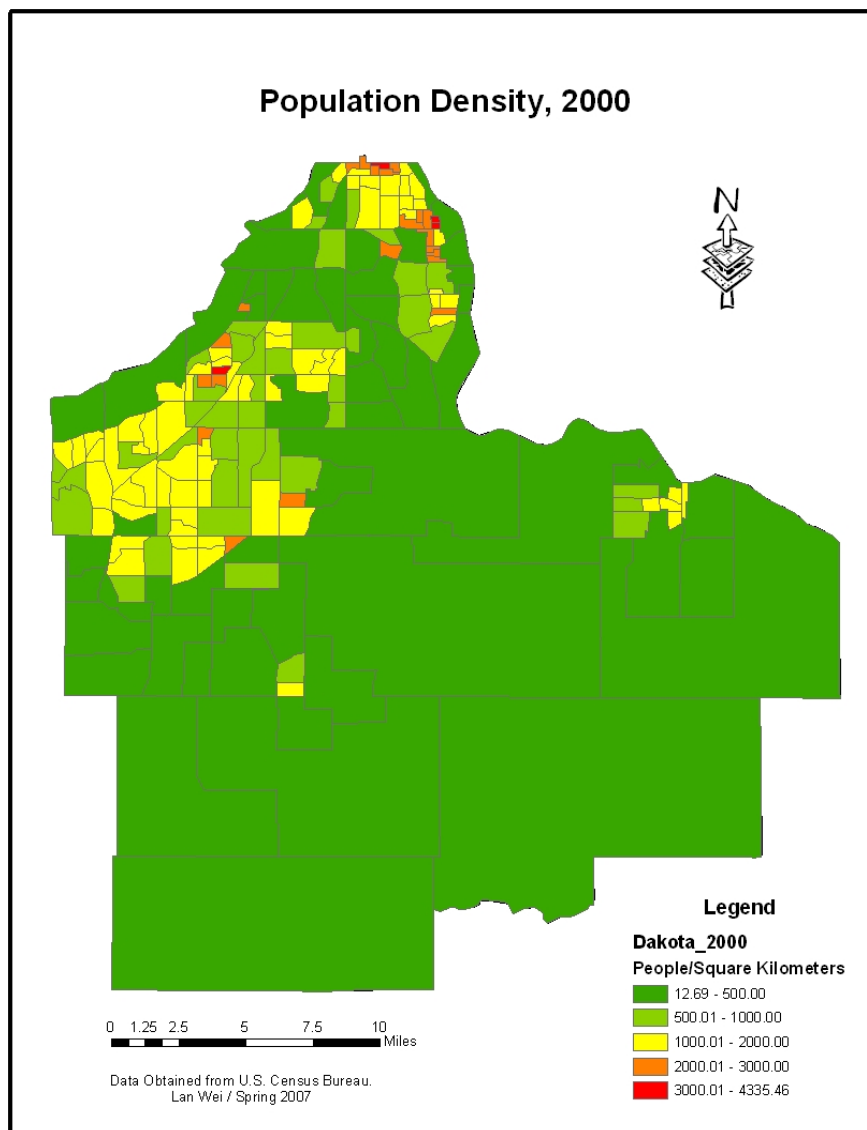 Population Density, 2000
N
Legend
Dakota_2000
People/Square Kilometers
12.69 - 500.00
500.01 - 1000.00
1000.01 - 2000.00
2000.01 - 3000.00
3000.01 - 4335.46
0 1.25 2.5 5 7.5 10
Miles
Data Obtained from U.S. Census Bureau.
Lan Wei / Spring 2007